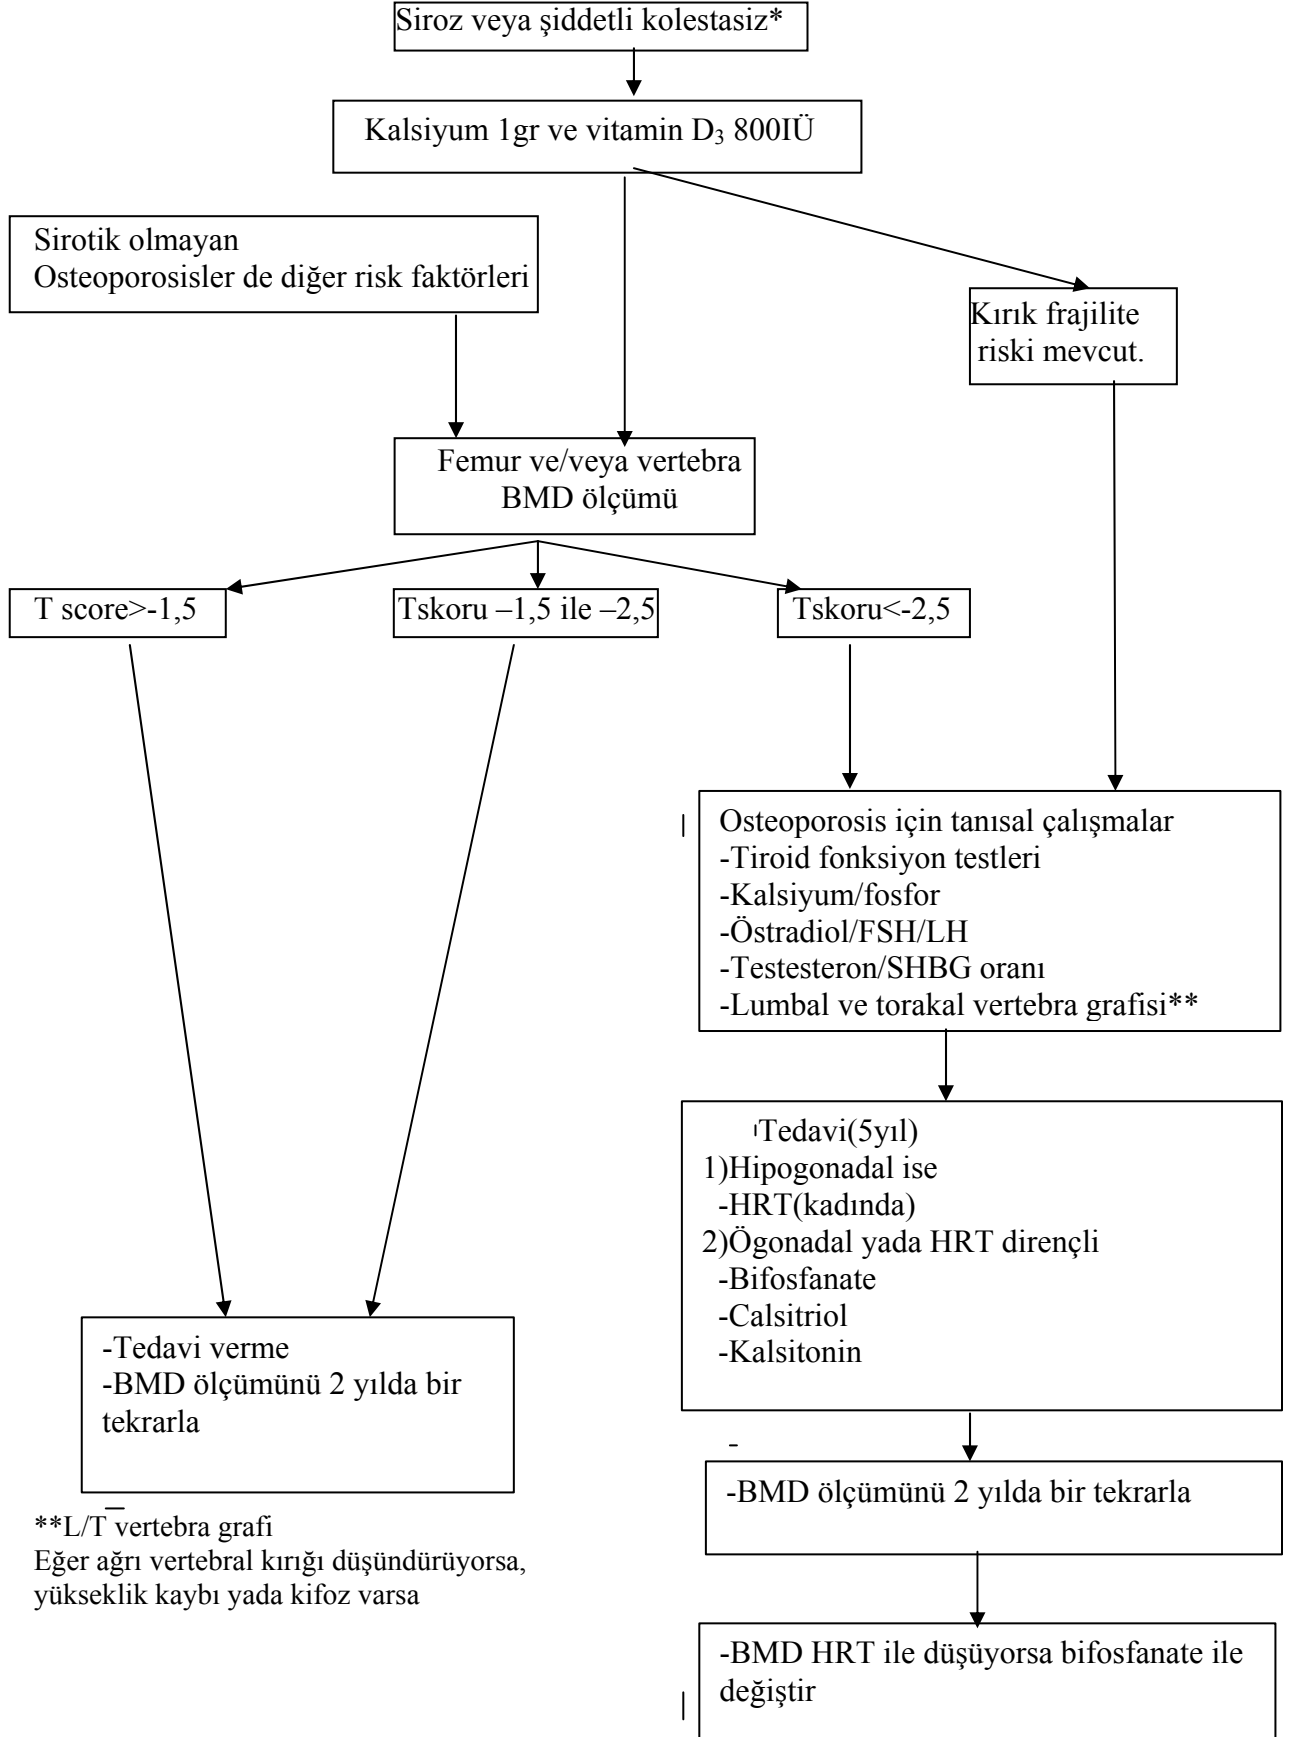 Siroz veya şiddetli kolestasiz*
Kalsiyum 1gr ve vitamin D₃ 800IÜ
Sirotik olmayan
Osteoporosisler de diğer risk faktörleri
Kırık frajilite
riski mevcut.
Femur ve/veya vertebra
BMD ölçümü
T score>-1,5
Tskoru –1,5 ile –2,5
Tskoru<-2,5
Osteoporosis için tanısal çalışmalar
-Tiroid fonksiyon testleri
-Kalsiyum/fosfor
-Östradiol/FSH/LH
-Testesteron/SHBG oranı
-Lumbal ve torakal vertebra grafisi**
Tedavi(5yıl)
1)Hipogonadal ise
-HRT(kadında)
2)Ögonadal yada HRT dirençli
-Bifosfanate
-Calsitriol
-Kalsitonin
-Tedavi verme
-BMD ölçümünü 2 yılda bir
tekrarla
-BMD ölçümünü 2 yılda bir tekrarla
**L/T vertebra grafi
Eğer ağrı vertebral kırığı düşündürüyorsa,
yükseklik kaybı yada kifoz varsa
-BMD HRT ile düşüyorsa bifosfanate ile
değiştir